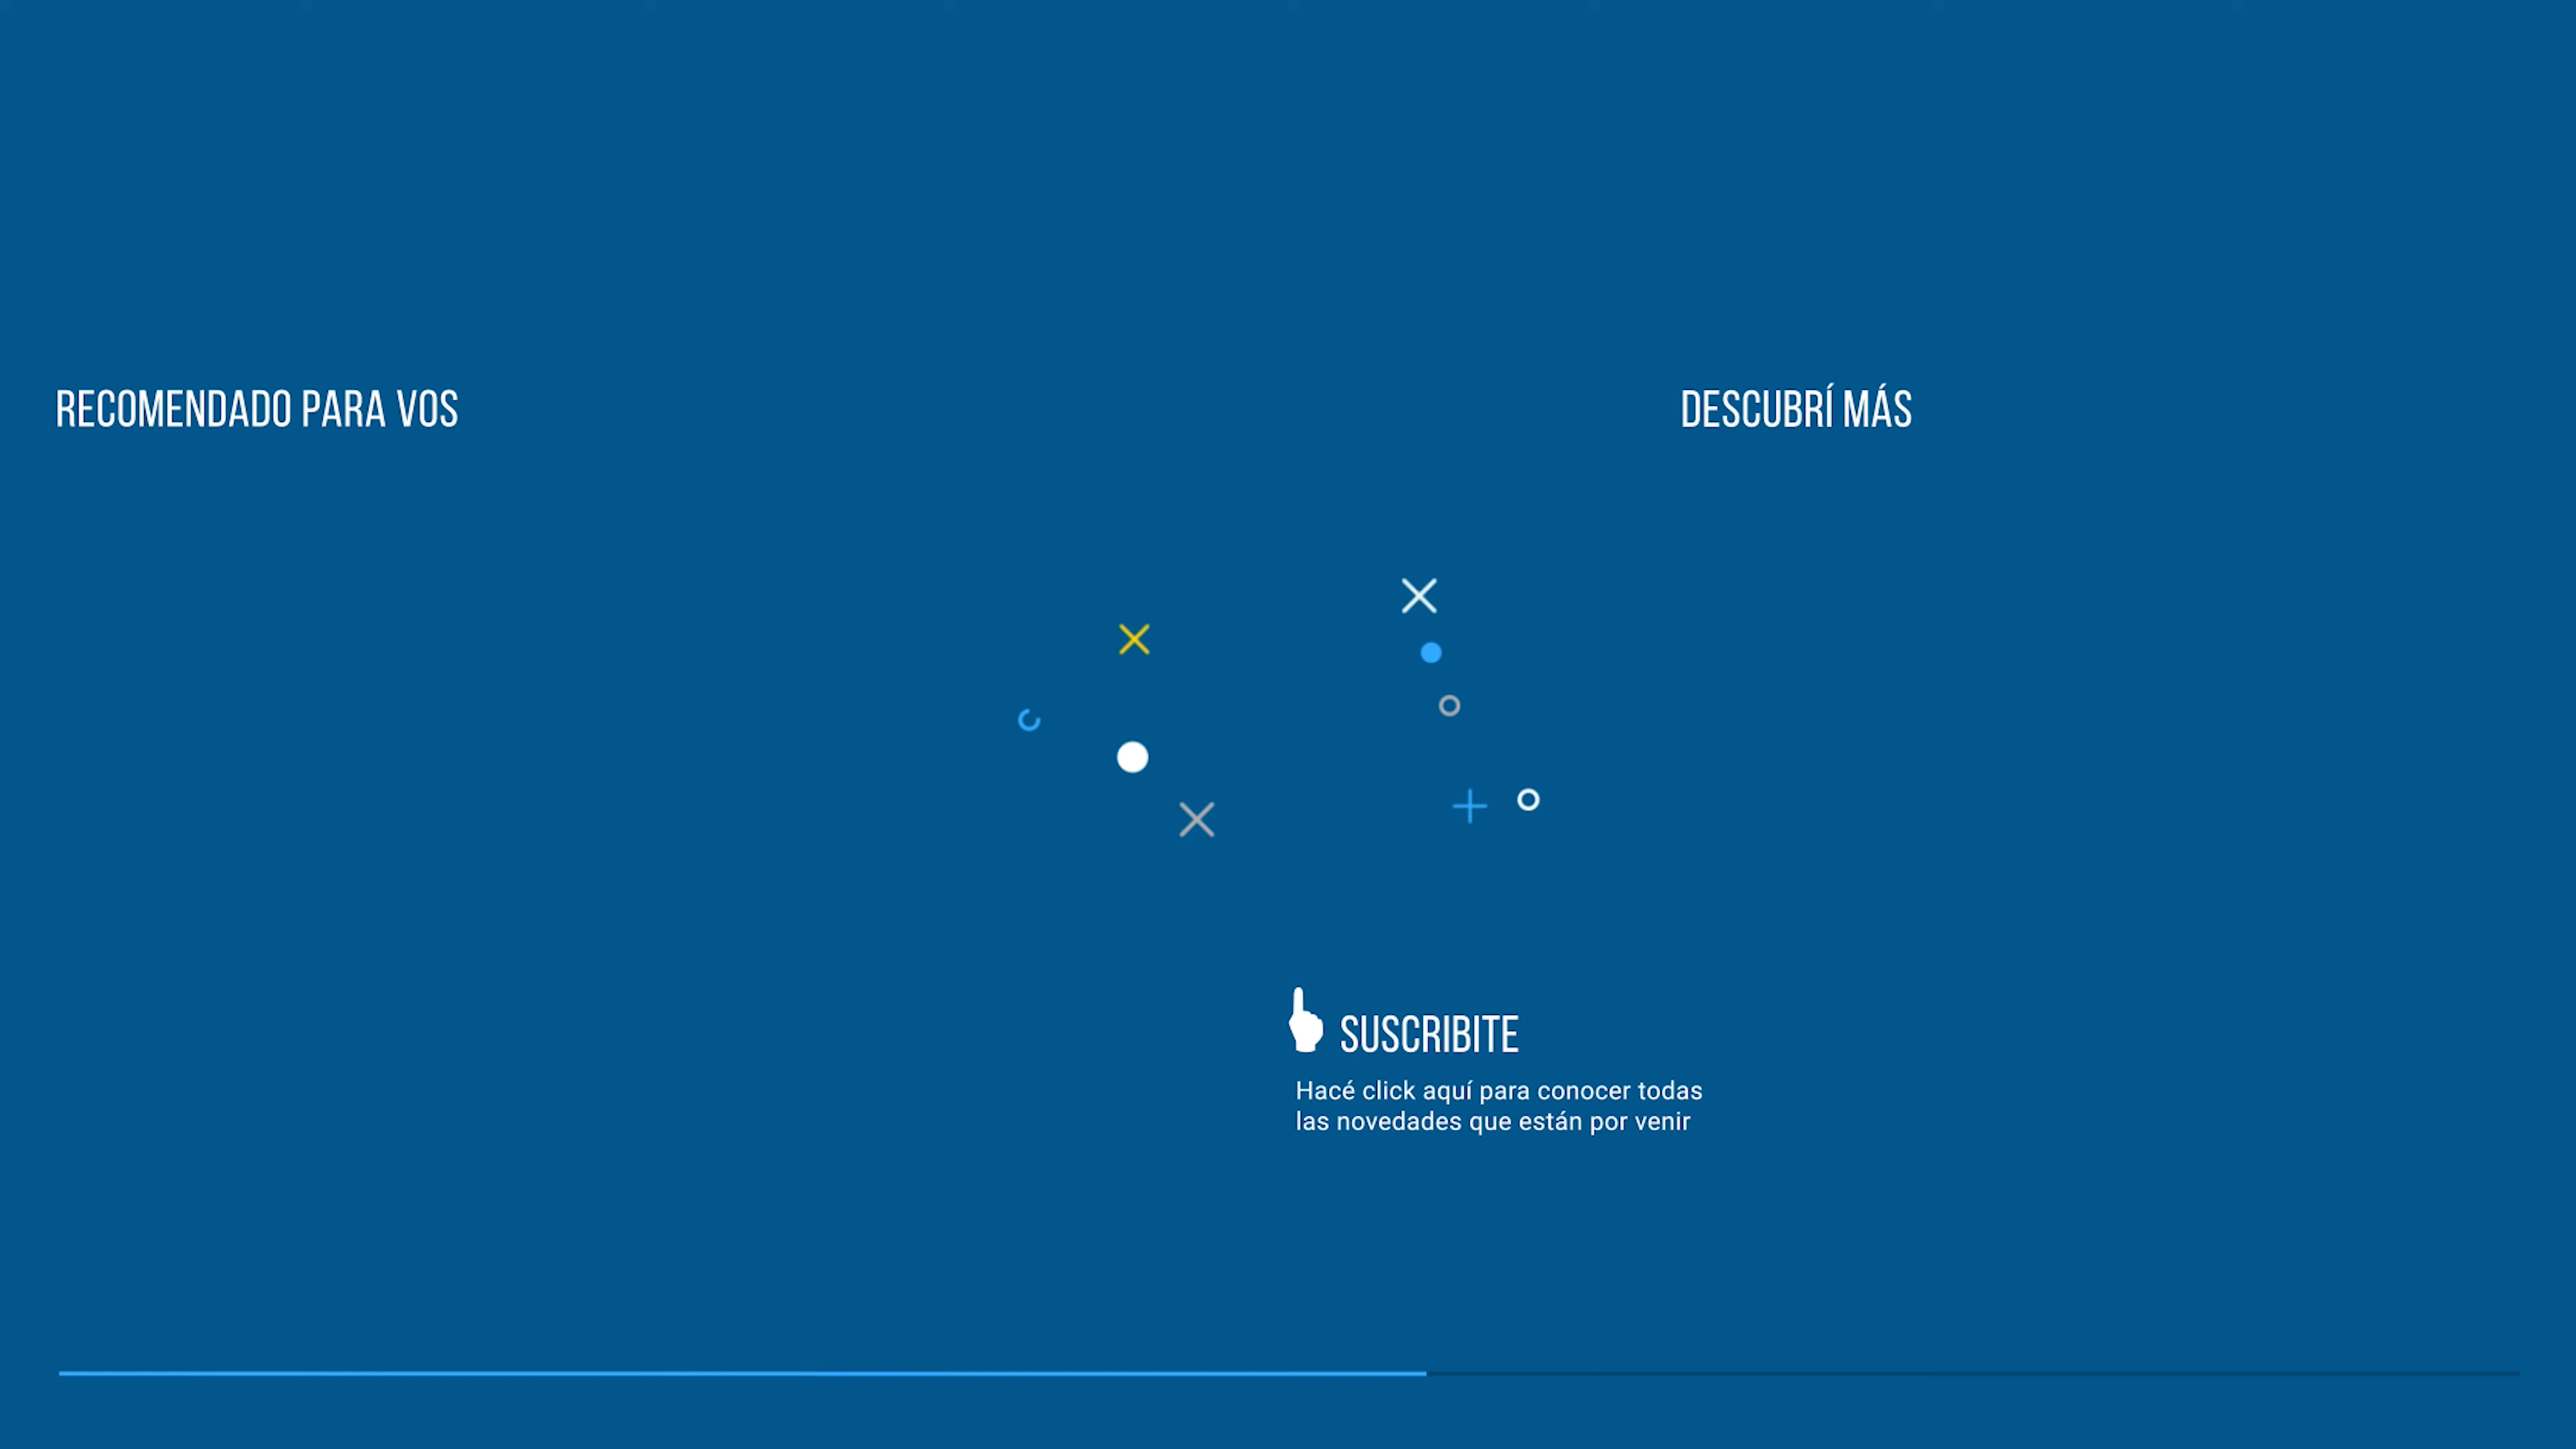 RECOMENDADO PARA VOS
DESCUBRÍ MÁS
SUSCRIBITE
Hacé click aquí para conocer todas
las novedades que están por venir